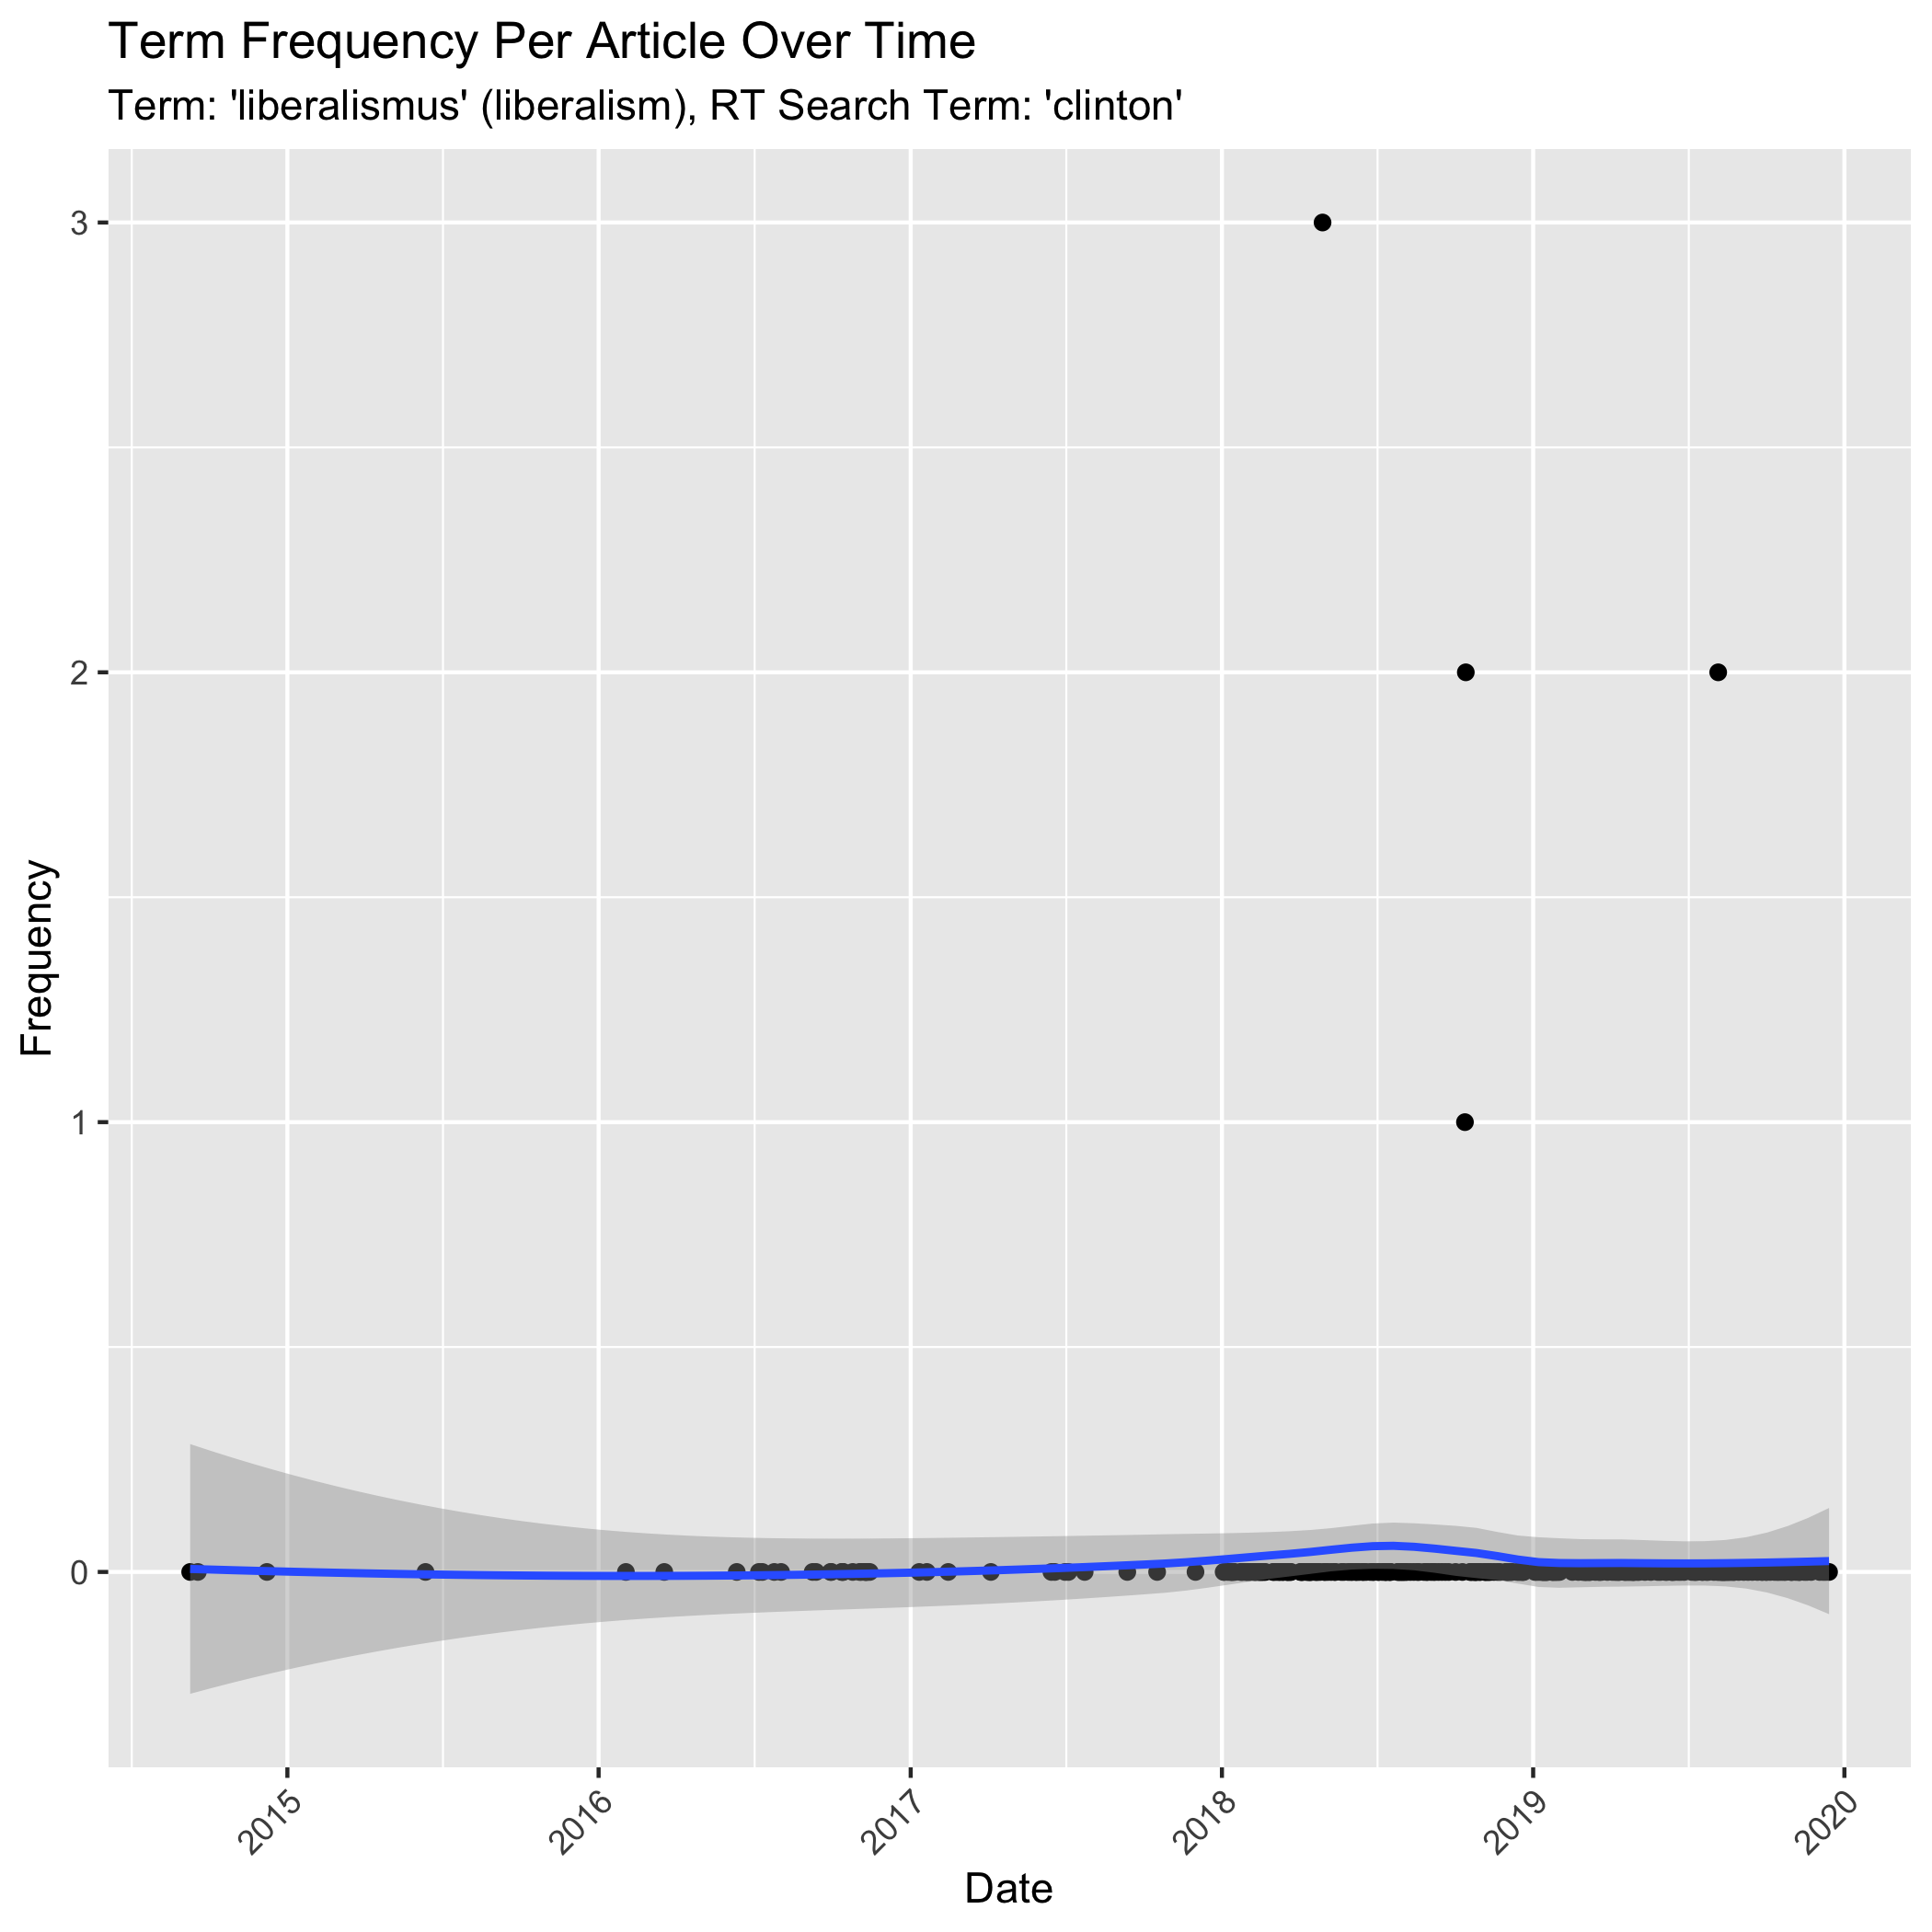 Term Frequency Per Article Over Time
Term: 'liberalismus' (liberalism), RT Search Term: 'clinton'
Frequency
3
2
1
0
2015
2016
2017
2018
2019
2020
Date